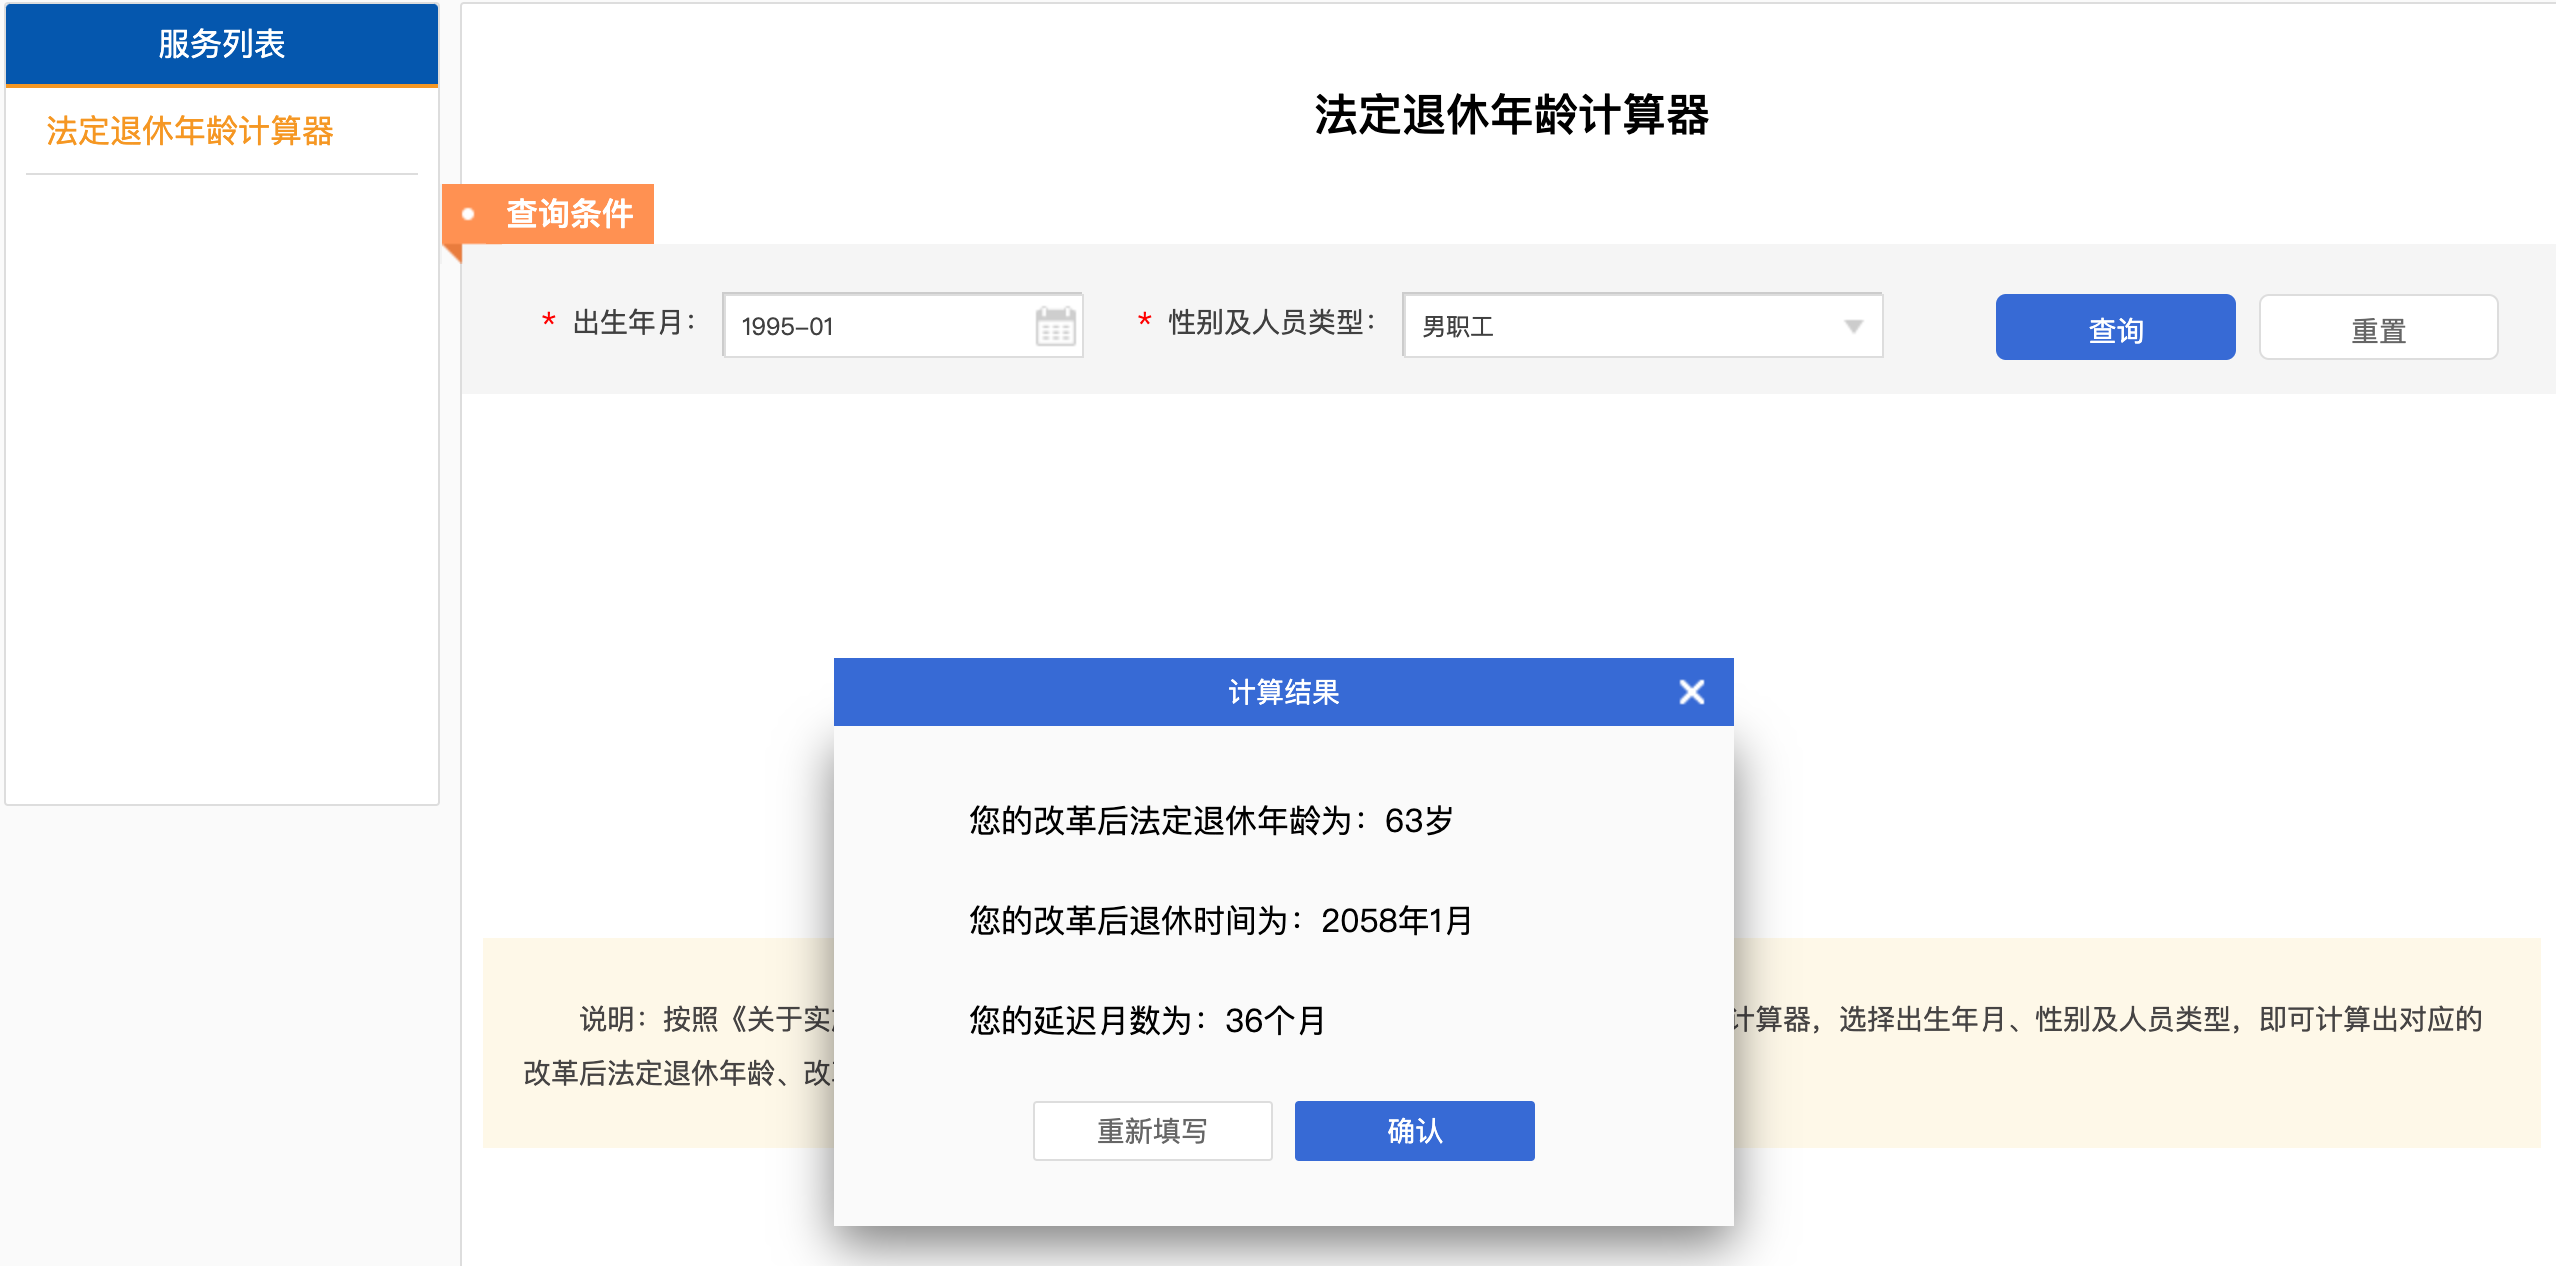 服务列表
法定退休年龄计算器
法定退休年龄计算器
查询条件
* 出生年月： 1995-01 * 性别及人员类型： 男职工 查询 重置
计算结果
您的改革后法定退休年龄为：63岁
您的改革后退休时间为：2058年1月
您的延迟月数为：36个月
重新填写 确认
说明：按照《关于实 计算器，选择出生年月、性别及人员类型，即可计算出对应的
改革后法定退休年龄、改